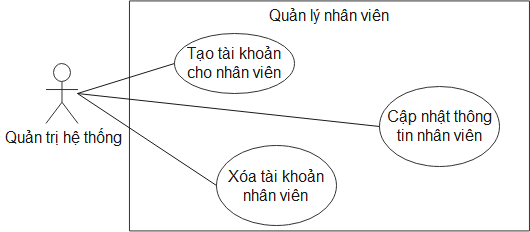 Quản lý nhân viên
Tạo tài khoản
cho nhân viên
Cập nhật thông
tin nhân viên
Quản trị hệ thống
Xóa tài khoản
nhân viên